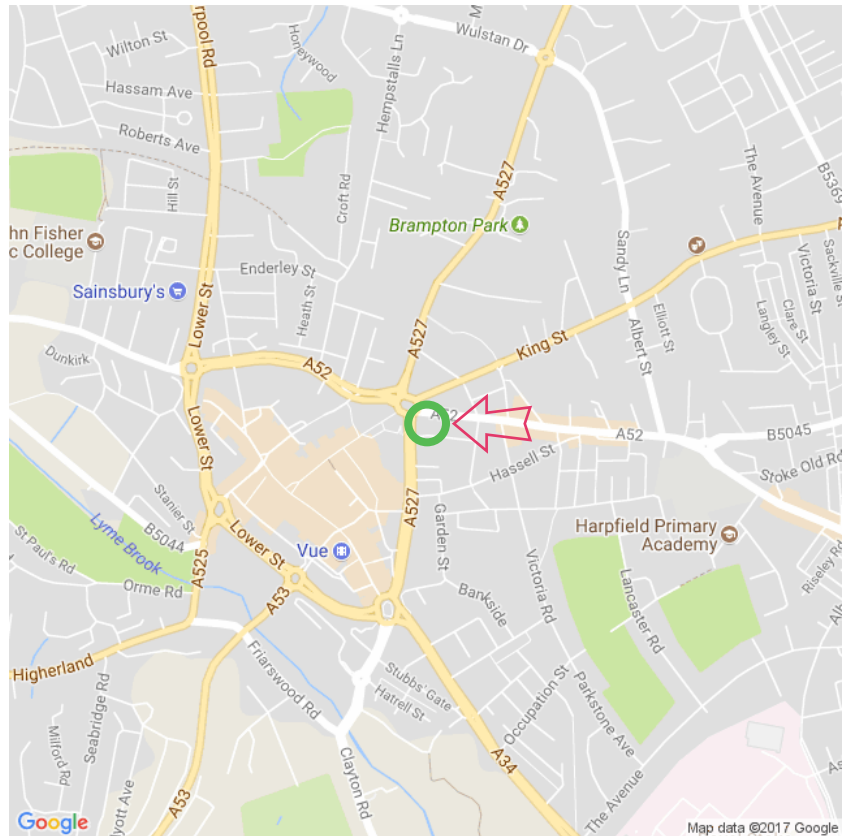 Wulstan Dr
Wilton St
rpool Rd
Honeywood
Hempstalls Ln
Hassam Ave
Roberts Ave
The Avenue
B5369
A527
Hill St
Croft Rd
Brampton Park
hn Fisher
ic College
Sandy Ln
Sackville St
Victoria St
Enderley St
Sainsbury's
Clare St
Langley St
Elliott St
Heath St
Lower St
A527
King St
Albert St
Dunkirk
A52
A52
A52
B5045
Lower St
Hassell St
Stoke Old Rd
Stanier St
A527
Garden St
Lyme Brook
B5044
Lower St
Vue
Harpfield Primary
Academy
St Paul's Rd
A525
Orme Rd
A53
Bankside
Victoria Rd
Lancaster Rd
Riseley Rd
Higherland
Friarswood Rd
Stubbs' Gate
Hatrell St
Occupation St
Parkstone Ave
Seabridge Rd
Milford Rd
Clayton Rd
A34
The Avenue
A53
yott Ave
Google
Map data ©2017 Google